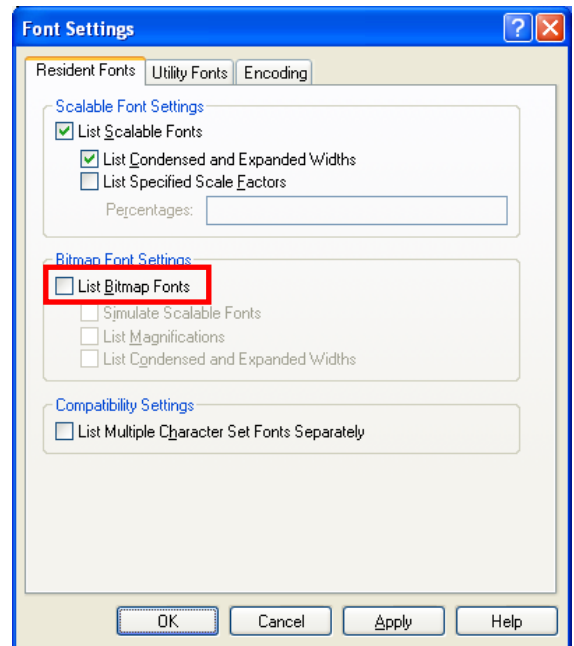 Font Settings
Resident Fonts Utility Fonts Encoding
Scalable Font Settings
List Scalable Fonts
List Condensed and Expanded Widths
List Specified Scale Factors
Percentages:
Bitmap Font Settings
List Bitmap Fonts
Simulate Scalable Fonts
List Magnifications
List Condensed and Expanded Widths
Compatibility Settings
List Multiple Character Set Fonts Separately
OK Cancel Apply Help